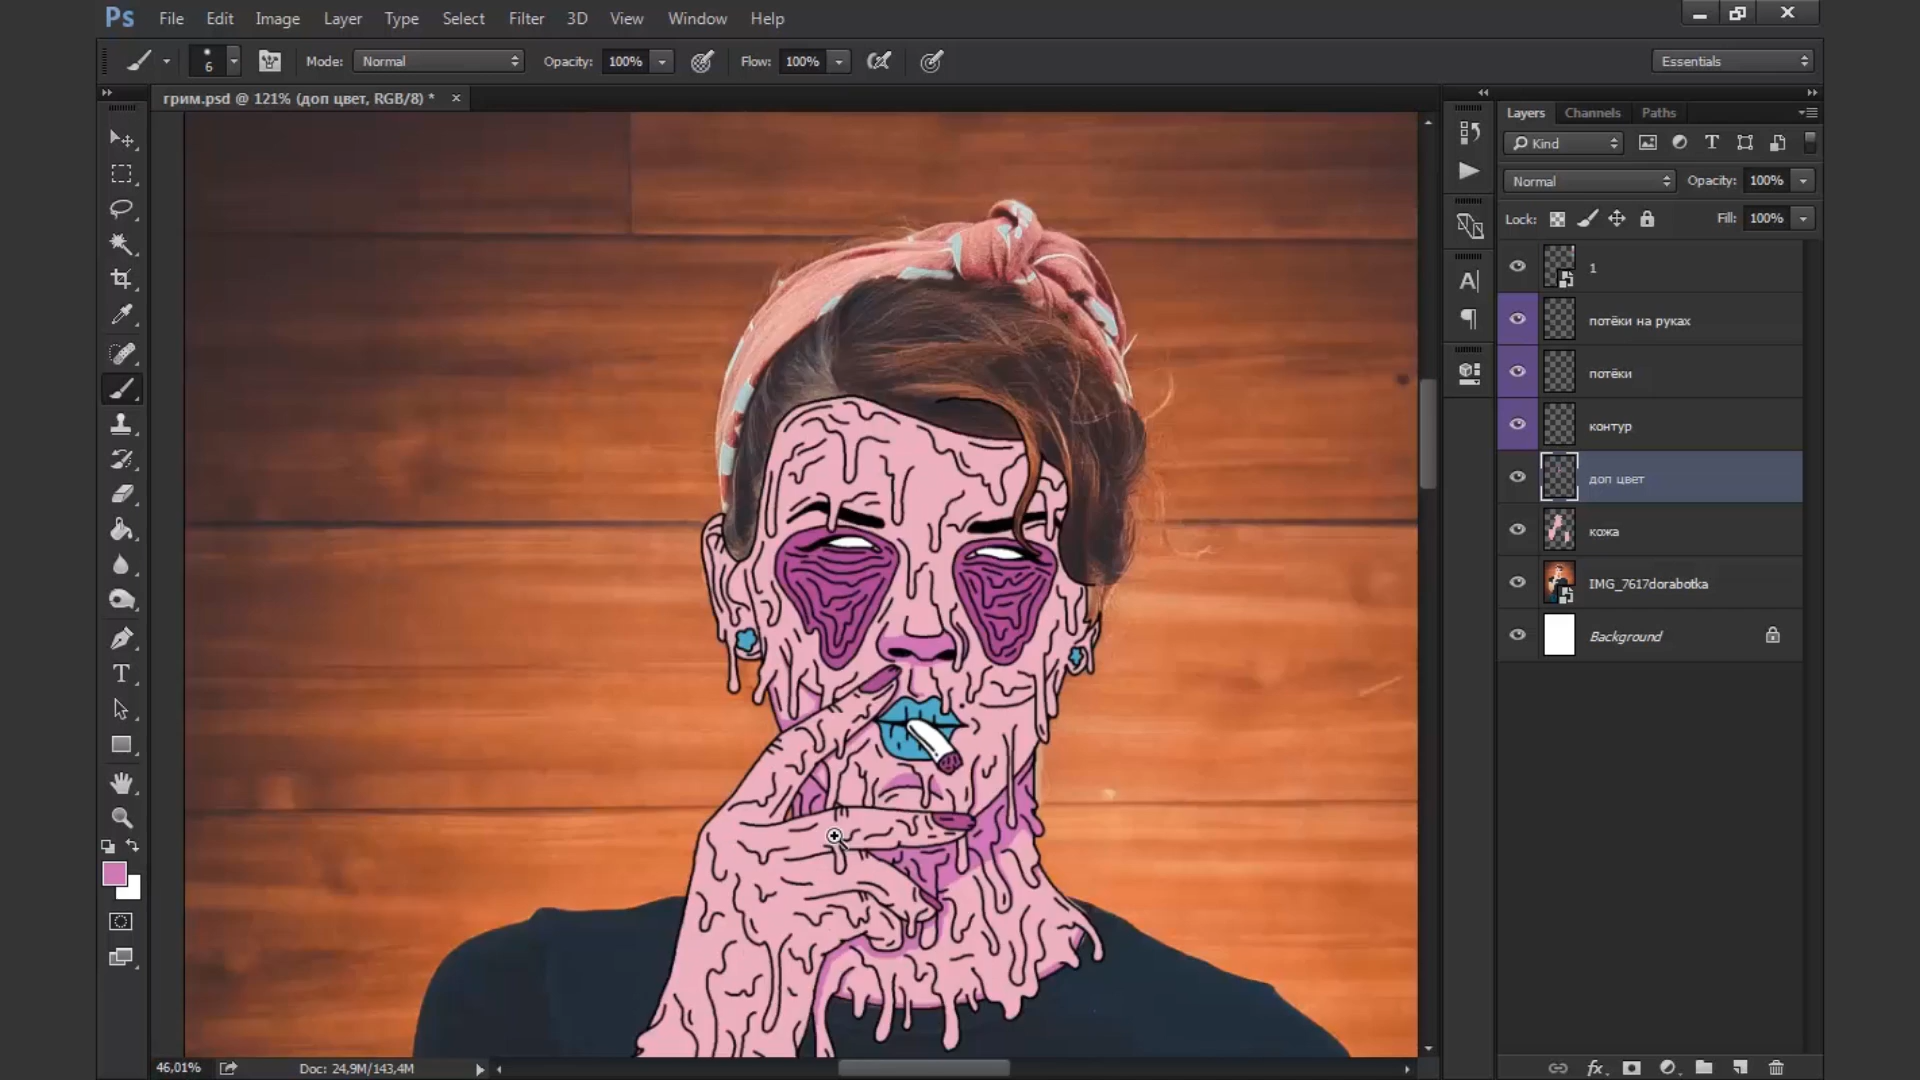 Ps File Edit Image Layer Type Select Filter 3D View Window Help
6 Mode: Normal Opacity: 100% Flow: 100% Essentials
грим.psd @ 121% (доп цвет, RGB/8) * ×
Layers Channels Paths
Kind
Normal Opacity: 100%
Lock: Fill: 100%
1
потёки на руках
потёки
контур
доп цвет
кожа
IMG_7617dorabotka
Background
46,01% Doc: 24,9M/143,4M